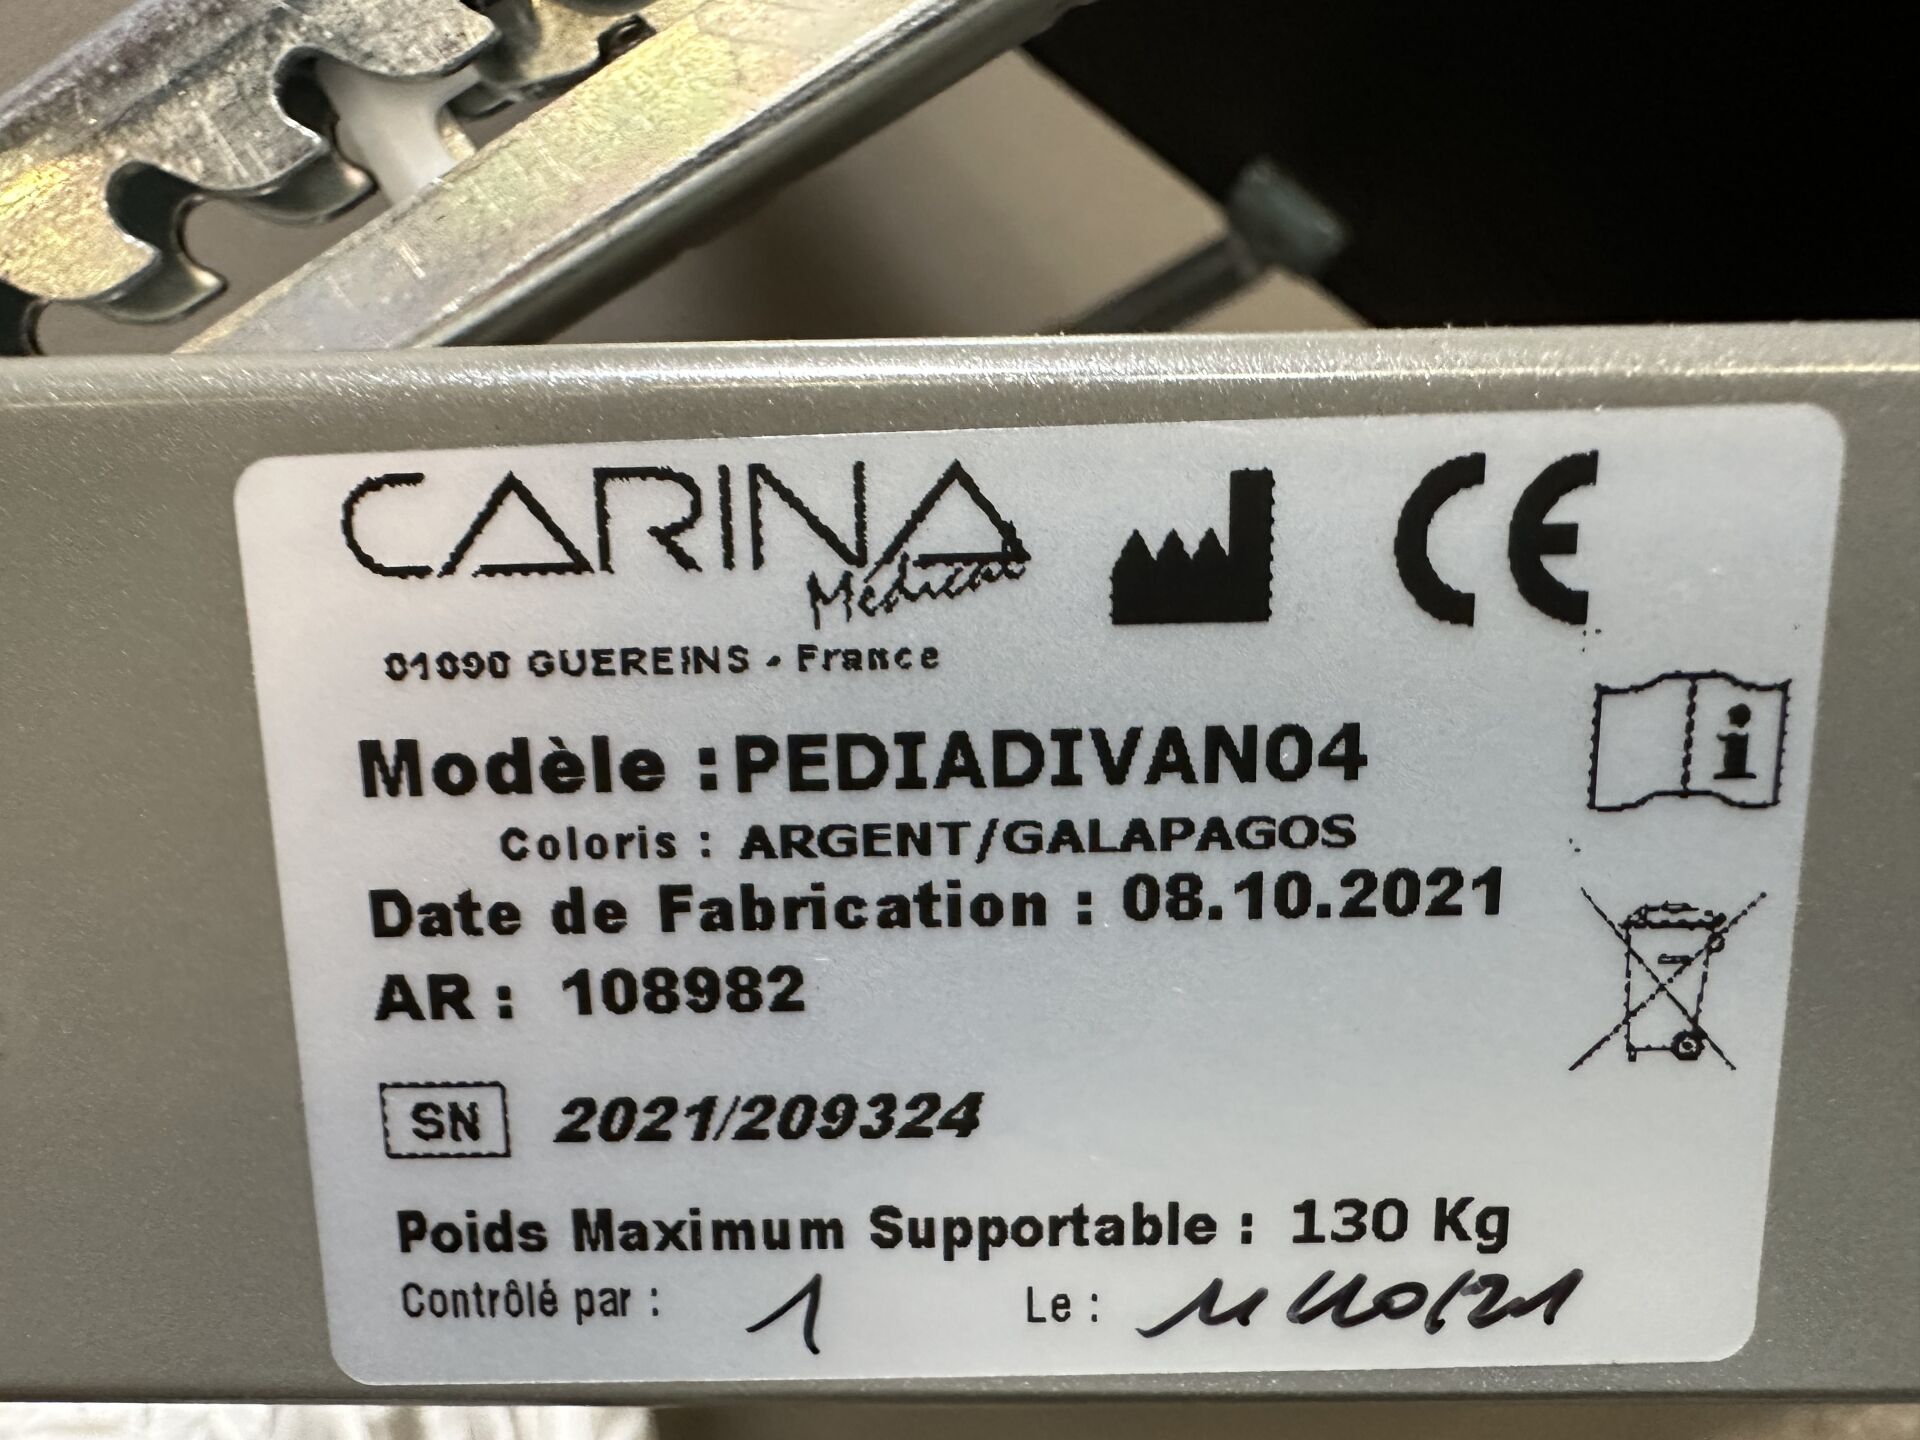 CARINA
Médical
CE
01090 GUEREINS - France
Modèle : PEDIADIVAN04
Coloris : ARGENT/GALAPAGOS
Date de Fabrication : 08.10.2021
AR : 108982
SN 2021/209324
Poids Maximum Supportable : 130 Kg
Contrôlé par : 1 Le : 11/10/21